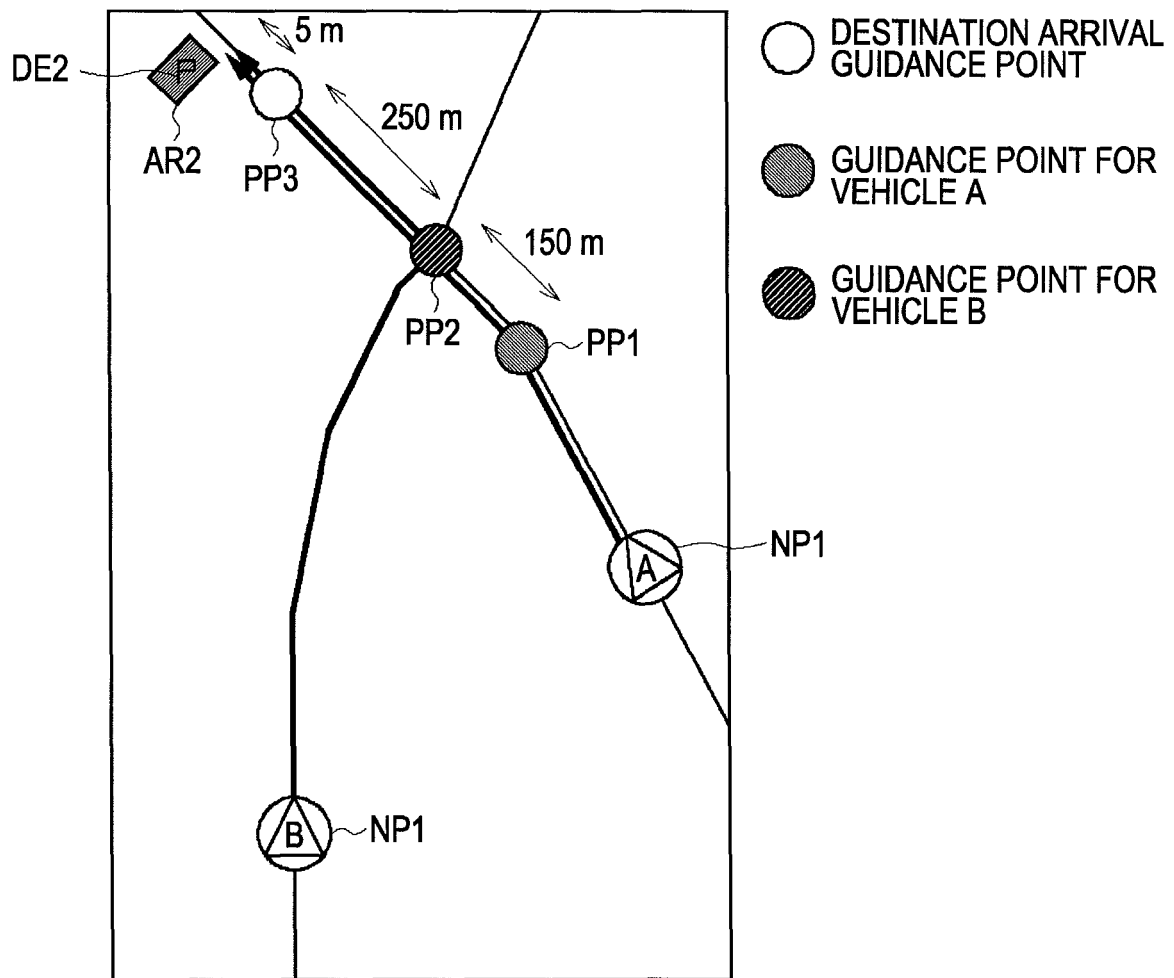 5 m
DESTINATION ARRIVAL
GUIDANCE POINT
DE2
P
250 m
AR2
PP3
GUIDANCE POINT FOR
VEHICLE A
150 m
GUIDANCE POINT FOR
VEHICLE B
PP2
PP1
NP1
A
B
NP1